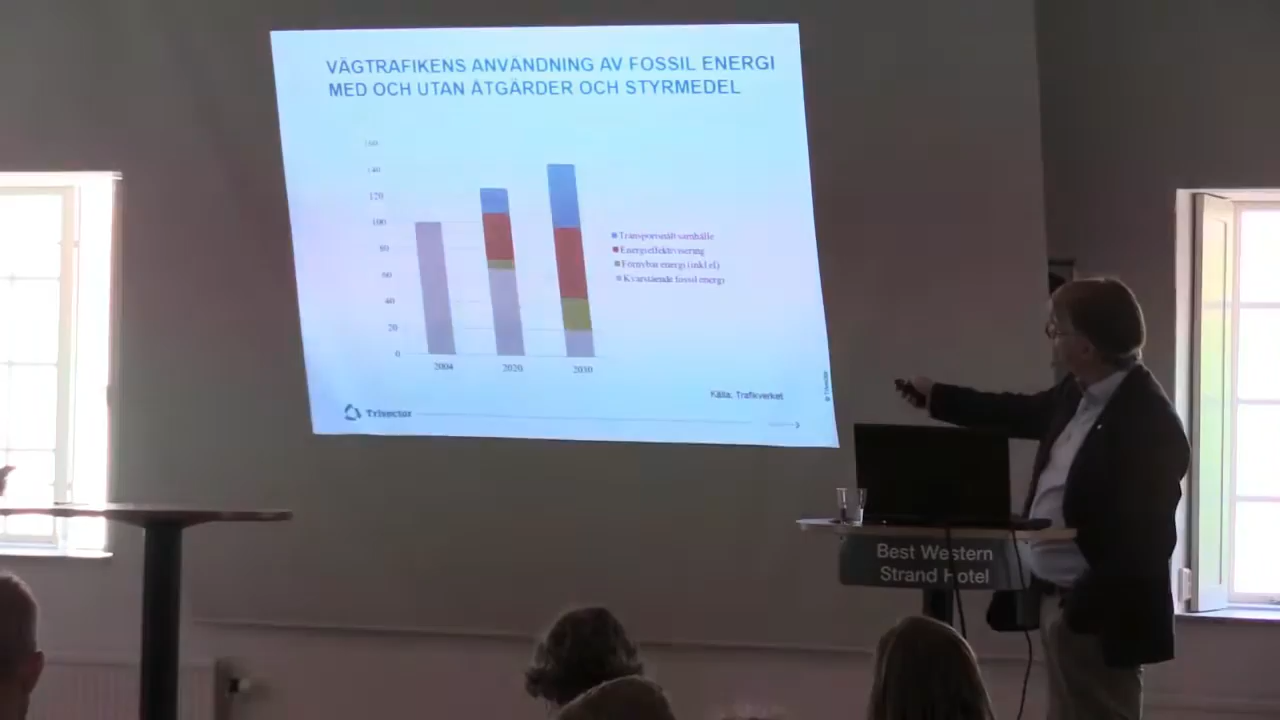 VÄGTRAFIKENS ANVÄNDNING AV FOSSIL ENERGI
MED OCH UTAN ÅTGÄRDER OCH STYRMEDEL
160
140
120
100
80
60
40
20
0
2004 2020 2030
Transportsnålt samhälle
Energieffektivisering
Förnybar energi (inkl el)
Kvarstående fossil energi
Källa: Trafikverket
© Trivector
Trivector
Best Western
Strand Hotel